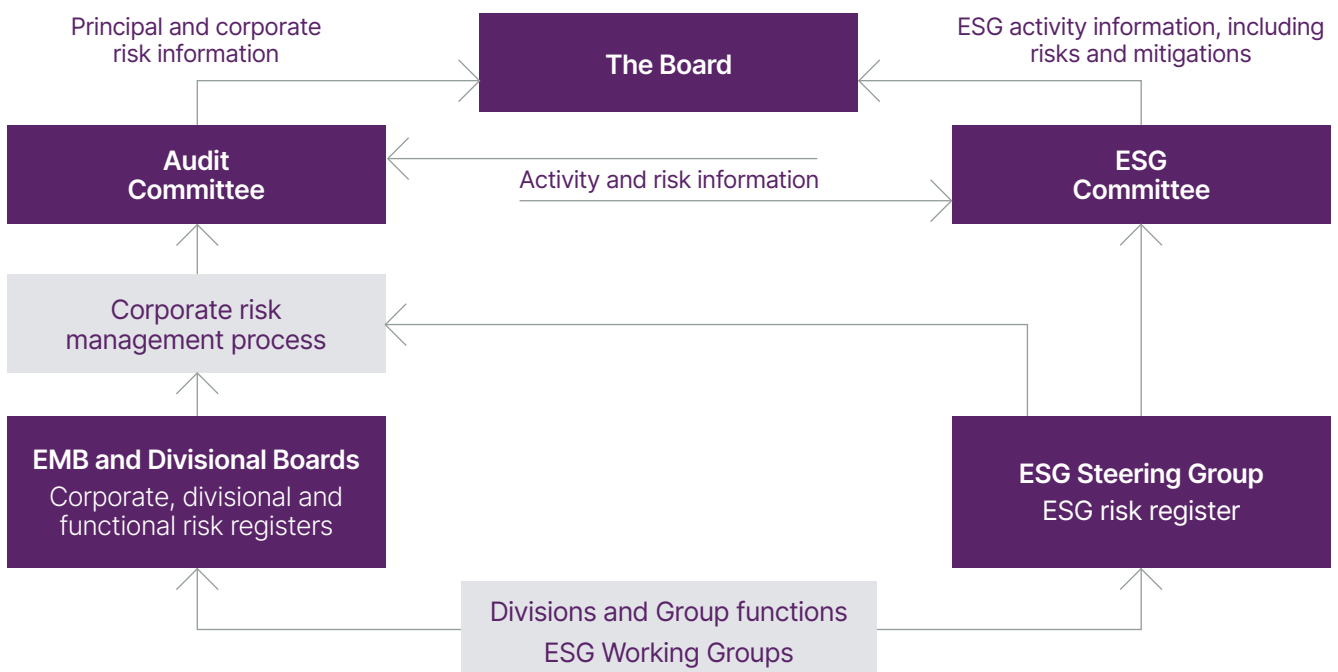 Principal and corporate
risk information
The Board
ESG activity information, including
risks and mitigations
Audit
Committee
Activity and risk information
ESG
Committee
Corporate risk
management process
EMB and Divisional Boards
Corporate, divisional and
functional risk registers
ESG Steering Group
ESG risk register
Divisions and Group functions
ESG Working Groups